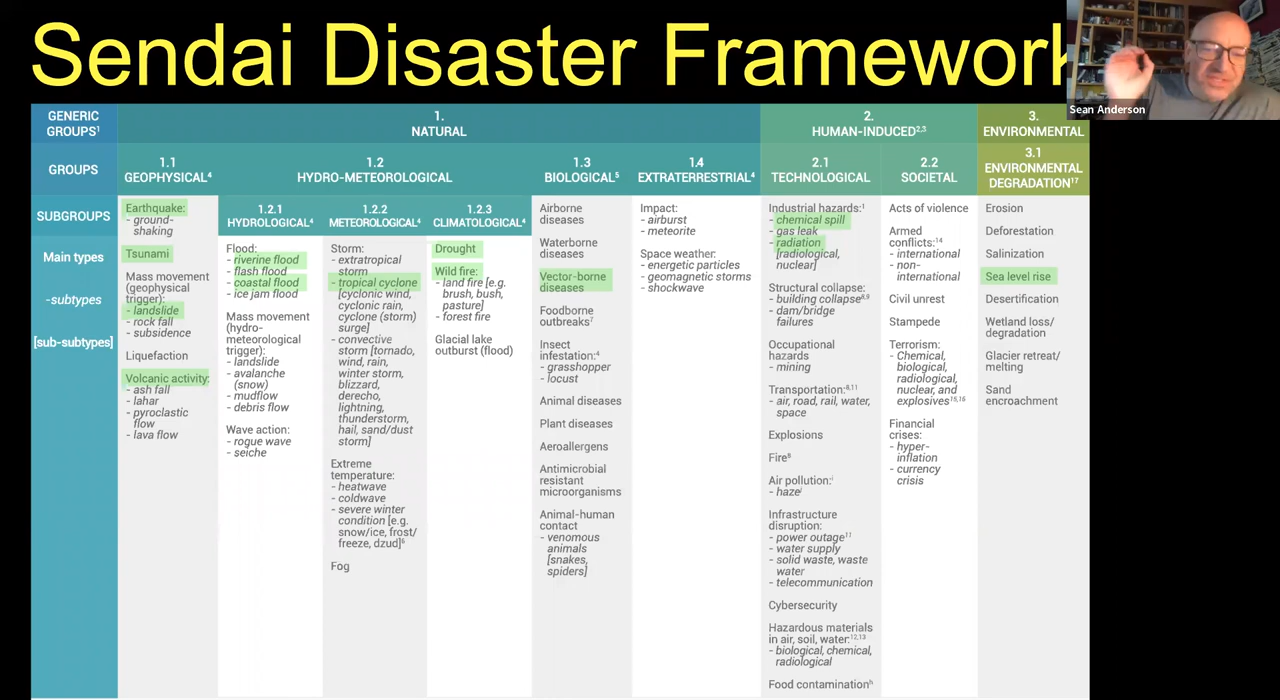 Sendai Disaster Framework
Sean Anderson
GENERIC
GROUPS¹
1.
NATURAL
2.
HUMAN-INDUCED²,³
3.
ENVIRONMENTAL
GROUPS
1.1
GEOPHYSICAL⁴
1.2
HYDRO-METEOROLOGICAL
1.3
BIOLOGICAL⁵
1.4
EXTRATERRESTRIAL⁴
2.1
TECHNOLOGICAL
2.2
SOCIETAL
3.1
ENVIRONMENTAL
DEGRADATION¹⁷
SUBGROUPS
1.2.1
HYDROLOGICAL⁴
1.2.2
METEOROLOGICAL⁴
1.2.3
CLIMATOLOGICAL⁴
Main types
-subtypes
[sub-subtypes]
Earthquake:
- ground-
shaking
Tsunami
Mass movement
(geophysical
trigger):
- landslide
- rock fall
- subsidence
Liquefaction
Volcanic activity:
- ash fall
- lahar
- pyroclastic
flow
- lava flow
Flood:
- riverine flood
- flash flood
- coastal flood
- ice jam flood
Mass movement
(hydro-
meteorological
trigger):
- landslide
- avalanche
(snow)
- mudflow
- debris flow
Wave action:
- rogue wave
- seiche
Storm:
- extratropical
storm
- tropical cyclone
[cyclonic wind,
cyclonic rain,
cyclone (storm)
surge]
- convective
storm [tornado,
wind, rain,
winter storm,
blizzard,
derecho,
lightning,
thunderstorm,
hail, sand/dust
storm]
Extreme
temperature:
- heatwave
- coldwave
- severe winter
condition [e.g.
snow/ice, frost/
freeze, dzud]⁶
Fog
Drought
Wild fire:
- land fire [e.g.
brush, bush,
pasture]
- forest fire
Glacial lake
outburst (flood)
Airborne
diseases
Waterborne
diseases
Vector-borne
diseases
Foodborne
outbreaks⁷
Insect
infestation:⁴
- grasshopper
- locust
Animal diseases
Plant diseases
Aeroallergens
Antimicrobial
resistant
microorganisms
Animal-human
contact
- venomous
animals
[snakes,
spiders]
Impact:
- airburst
- meteorite
Space weather:
- energetic particles
- geomagnetic storms
- shockwave
Industrial hazards:¹
- chemical spill
- gas leak
- radiation
[radiological,
nuclear]
Structural collapse:
- building collapse⁸,⁹
- dam/bridge
failures
Occupational
hazards
- mining
Transportation:⁸,¹¹
- air, road, rail, water,
space
Explosions
Fire⁸
Air pollution:ⁱ
- hazeʲ
Infrastructure
disruption:
- power outage¹¹
- water supply
- solid waste, waste
water
- telecommunication
Cybersecurity
Hazardous materials
in air, soil, water:¹²,¹³
- biological, chemical,
radiological
Food contaminationʰ
Acts of violence
Armed
conflicts:¹⁴
- international
- non-
international
Civil unrest
Stampede
Terrorism:
- Chemical,
biological,
radiological,
nuclear, and
explosives¹⁵,¹⁶
Financial
crises:
- hyper-
inflation
- currency
crisis
Erosion
Deforestation
Salinization
Sea level rise
Desertification
Wetland loss/
degradation
Glacier retreat/
melting
Sand
encroachment